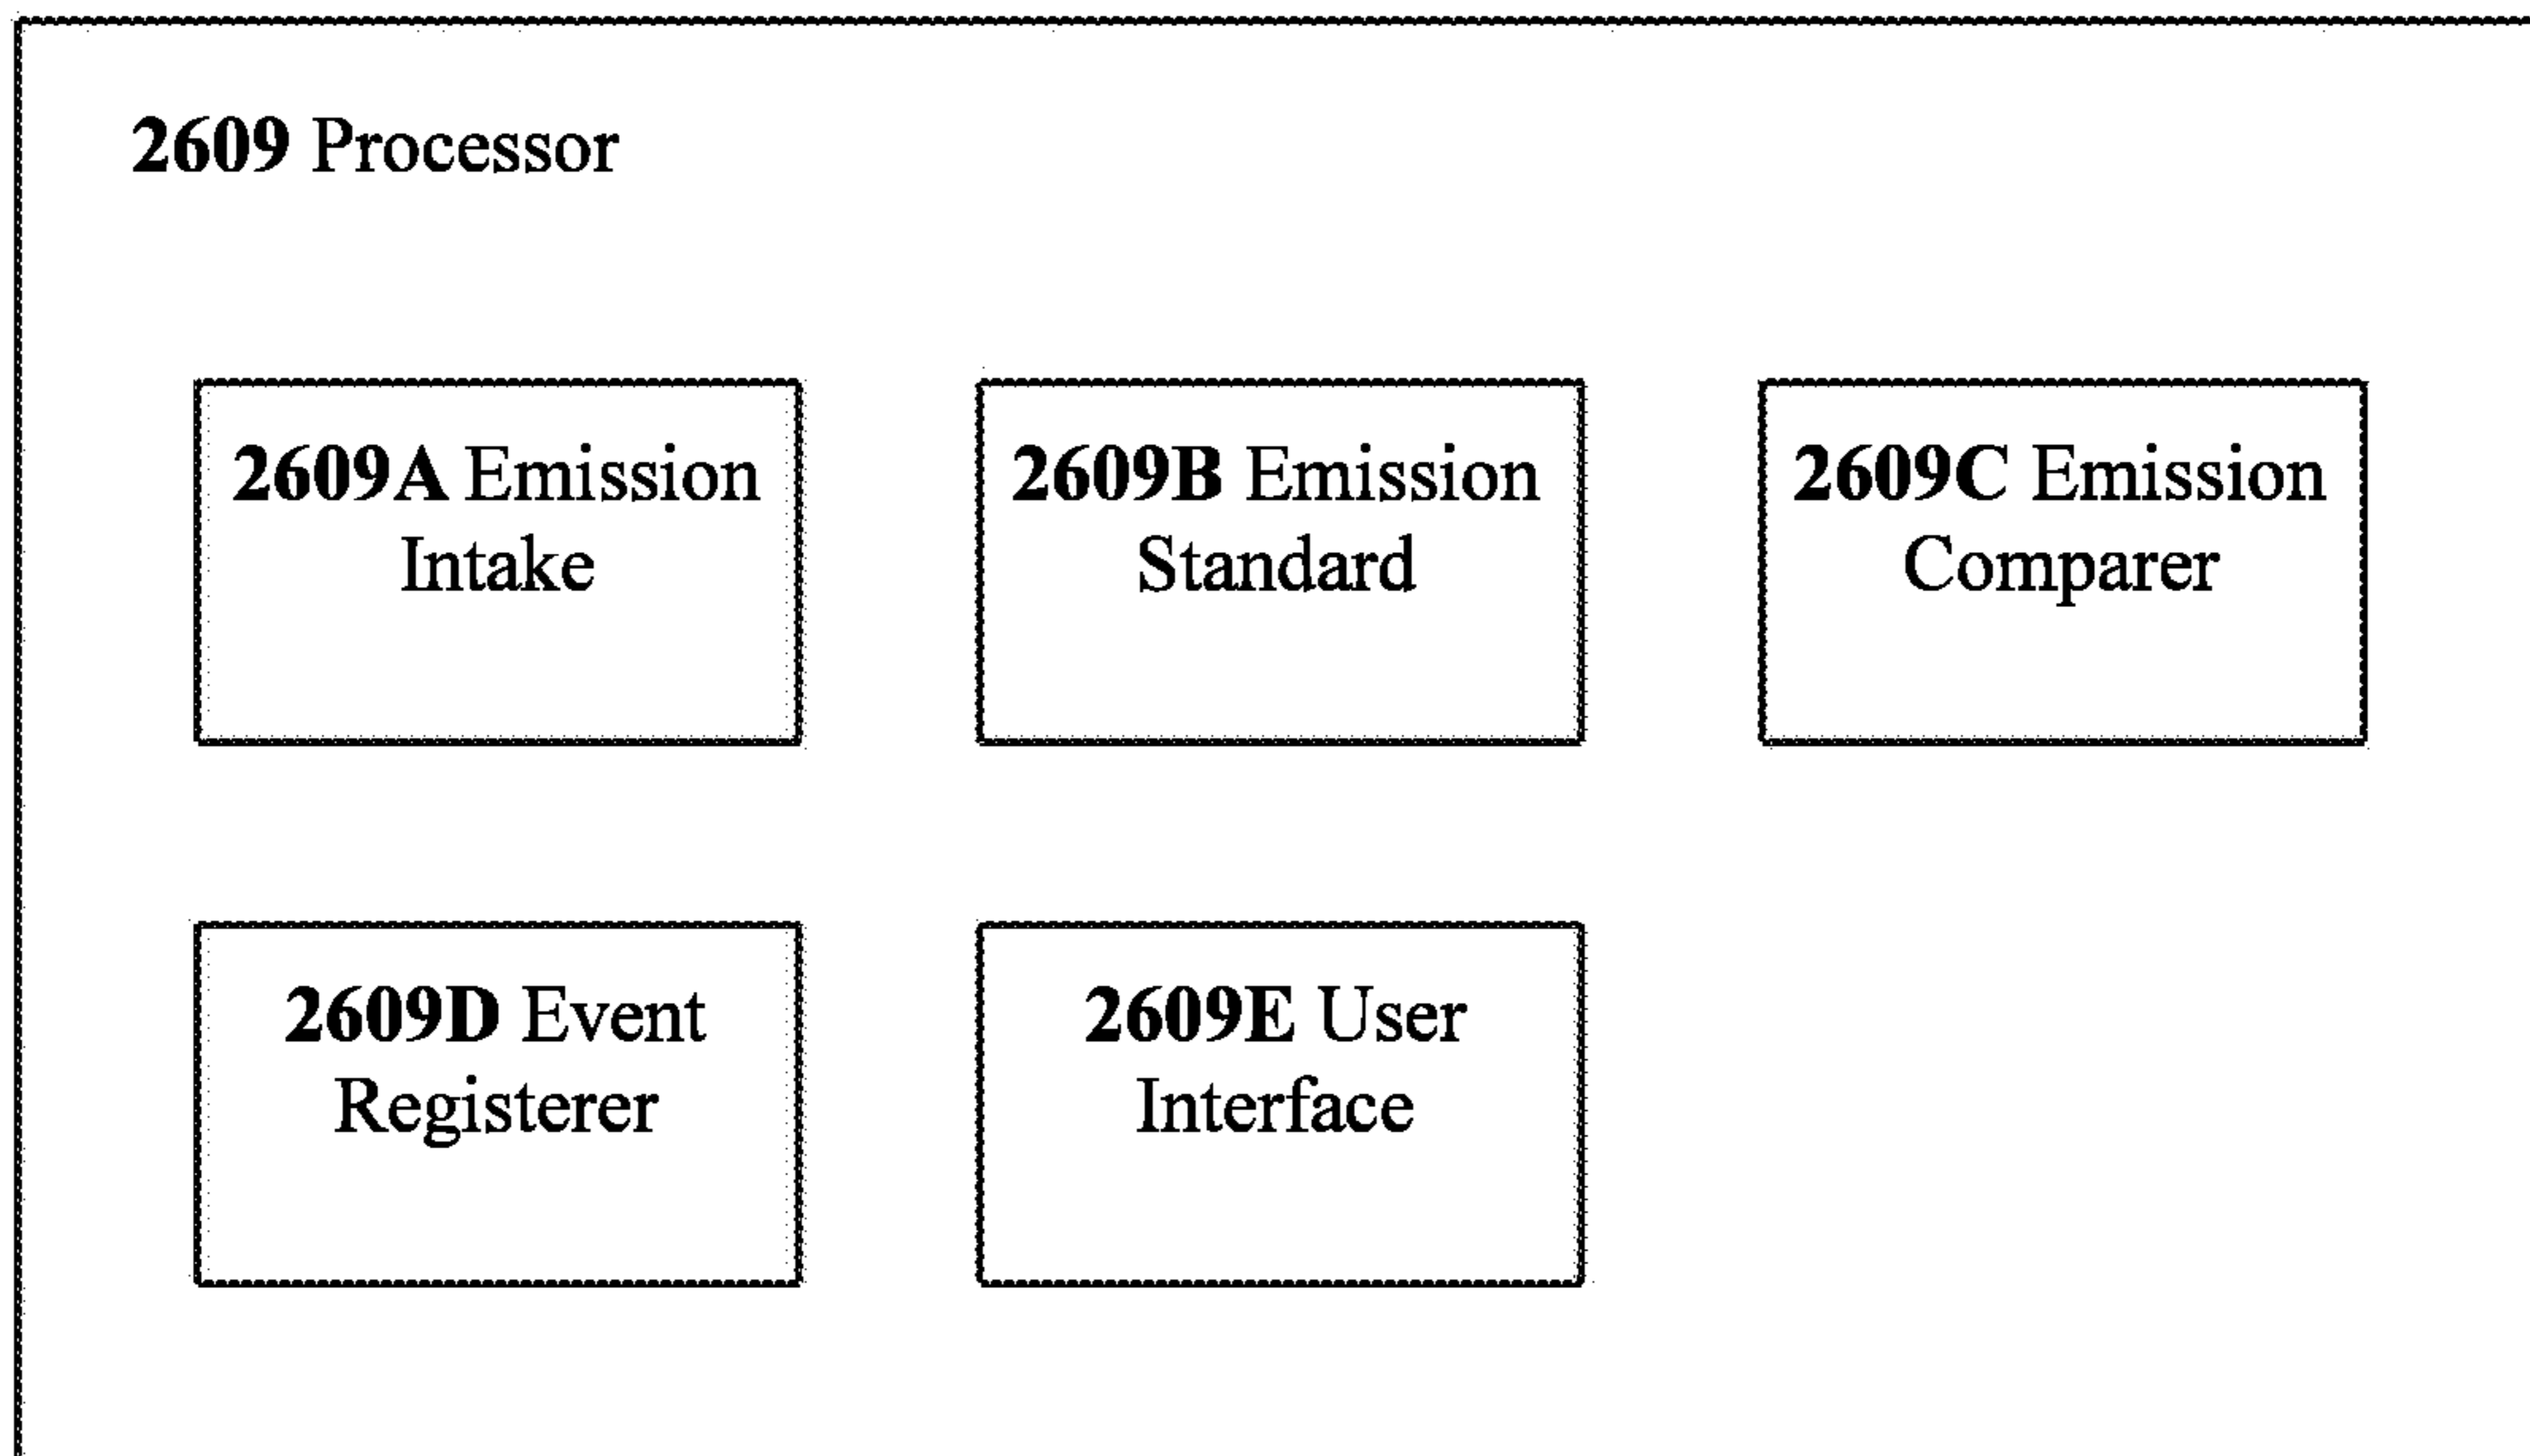 2609 Processor
2609A Emission
Intake
2609B Emission
Standard
2609C Emission
Comparer
2609D Event
Registerer
2609E User
Interface